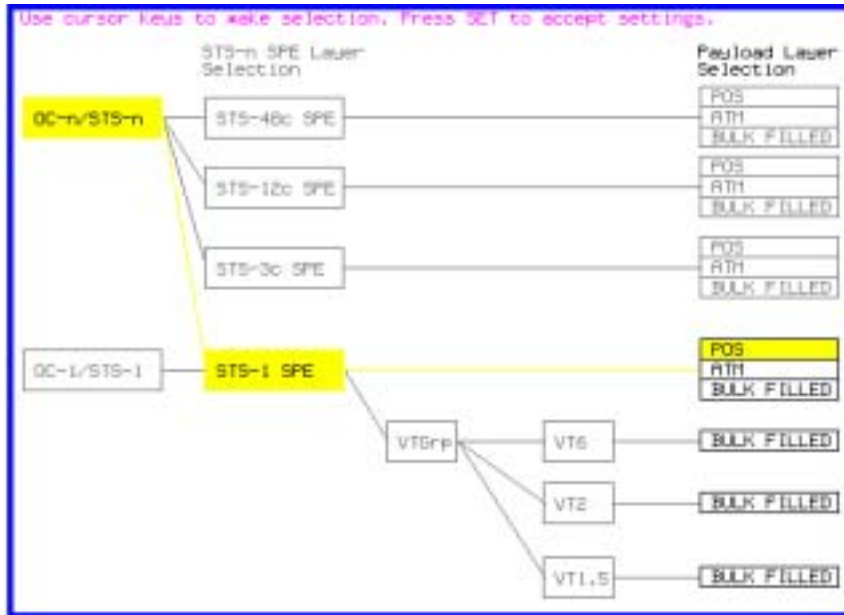 Use cursor keys to make selection. Press SET to accept settings.
STS-n SPE Layer
Selection
Payload Layer
Selection
OC-n/STS-n
STS-48c SPE
POS
ATM
BULK FILLED
STS-12c SPE
POS
ATM
BULK FILLED
STS-3c SPE
POS
ATM
BULK FILLED
OC-1/STS-1
STS-1 SPE
POS
ATM
BULK FILLED
VTGrp
VT6
BULK FILLED
VT2
BULK FILLED
VT1.5
BULK FILLED